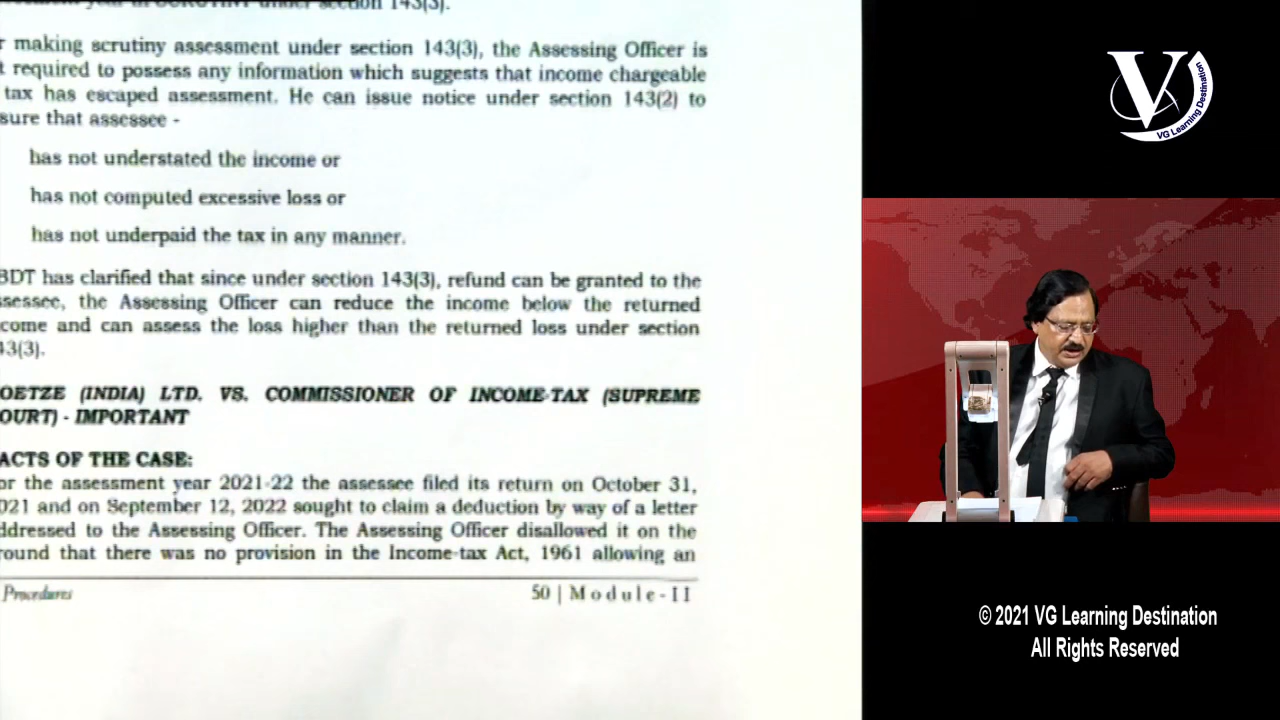 section 143(3).
making scrutiny assessment under section 143(3), the Assessing Officer is
required to possess any information which suggests that income chargeable
tax has escaped assessment. He can issue notice under section 143(2) to
sure that assessee -
has not understated the income or
has not computed excessive loss or
has not underpaid the tax in any manner.
BDT has clarified that since under section 143(3), refund can be granted to the
ssessee, the Assessing Officer can reduce the income below the returned
come and can assess the loss higher than the returned loss under section
43(3).
OETZE (INDIA) LTD. VS. COMMISSIONER OF INCOME-TAX (SUPREME
OURT) - IMPORTANT
ACTS OF THE CASE:
or the assessment year 2021-22 the assessee filed its return on October 31,
021 and on September 12, 2022 sought to claim a deduction by way of a letter
ddressed to the Assessing Officer. The Assessing Officer disallowed it on the
round that there was no provision in the Income-tax Act, 1961 allowing an
Procedures 50 | Module-II
V
VG Learning Destination
© 2021 VG Learning Destination
All Rights Reserved